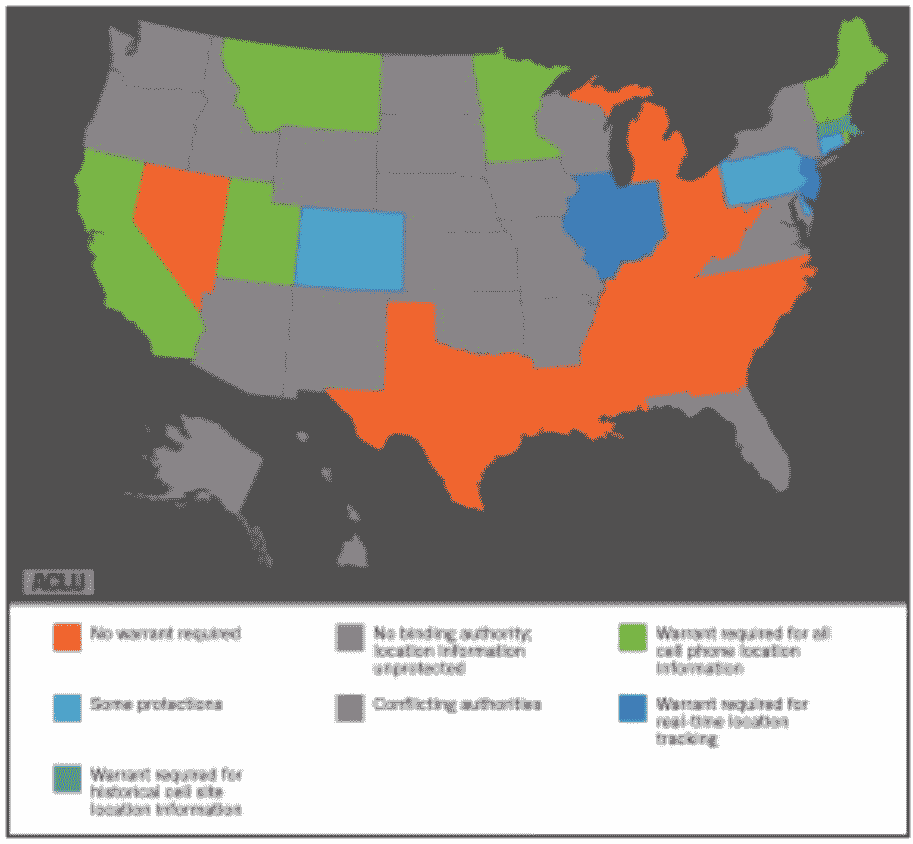 ACLU
No warrant required
No binding authority;
location information
unprotected
Warrant required for all
cell phone location
information
Some protections
Conflicting authorities
Warrant required for
real-time location
tracking
Warrant required for
historical cell site
location information